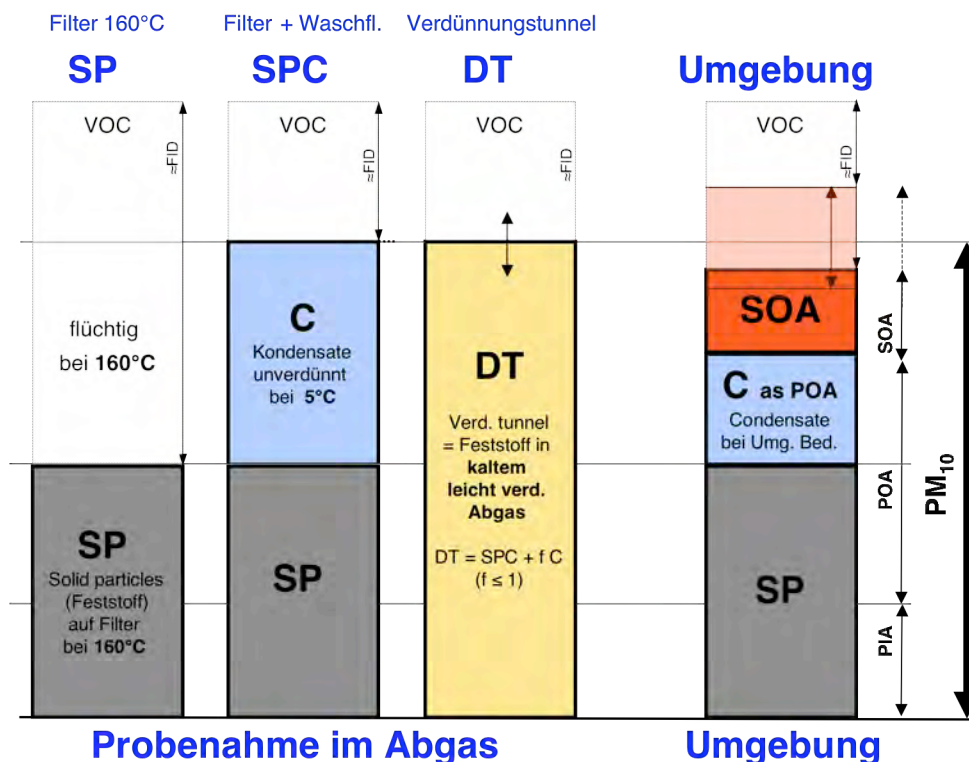 Filter 160°C
SP
Filter + Waschfl.
SPC
Verdünnungstunnel
DT
Umgebung
VOC
≈FID
flüchtig
bei 160°C
SP
Solid particles
(Feststoff)
auf Filter
bei 160°C
VOC
≈FID
C
Kondensate
unverdünnt
bei 5°C
SP
VOC
≈FID
DT
Verd. tunnel
= Feststoff in
kaltem
leicht verd.
Abgas
DT = SPC + f C
(f ≤ 1)
VOC
≈FID
SOA
C as POA
Condensate
bei Umg. Bed.
SP
SOA
POA
PIA
PM10
Probenahme im Abgas
Umgebung